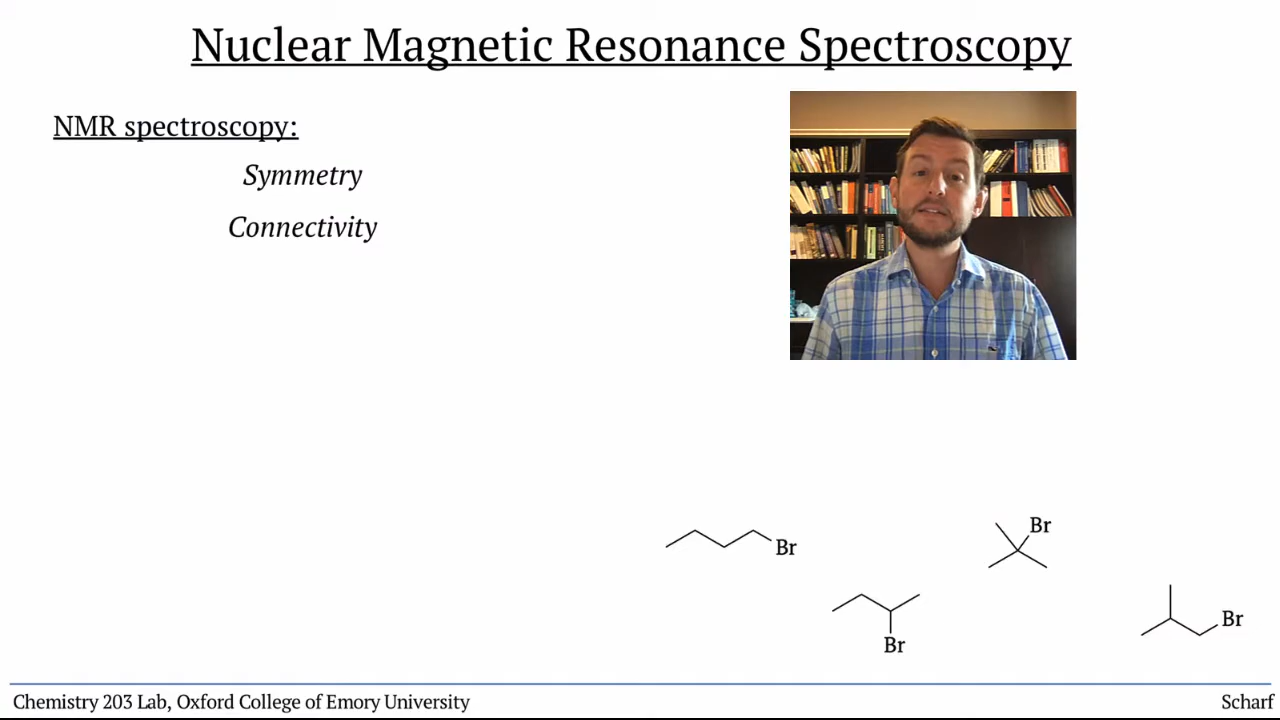 Nuclear Magnetic Resonance Spectroscopy
NMR spectroscopy:
Symmetry
Connectivity
Br
Br
Br
Br
Chemistry 203 Lab, Oxford College of Emory University
Scharf